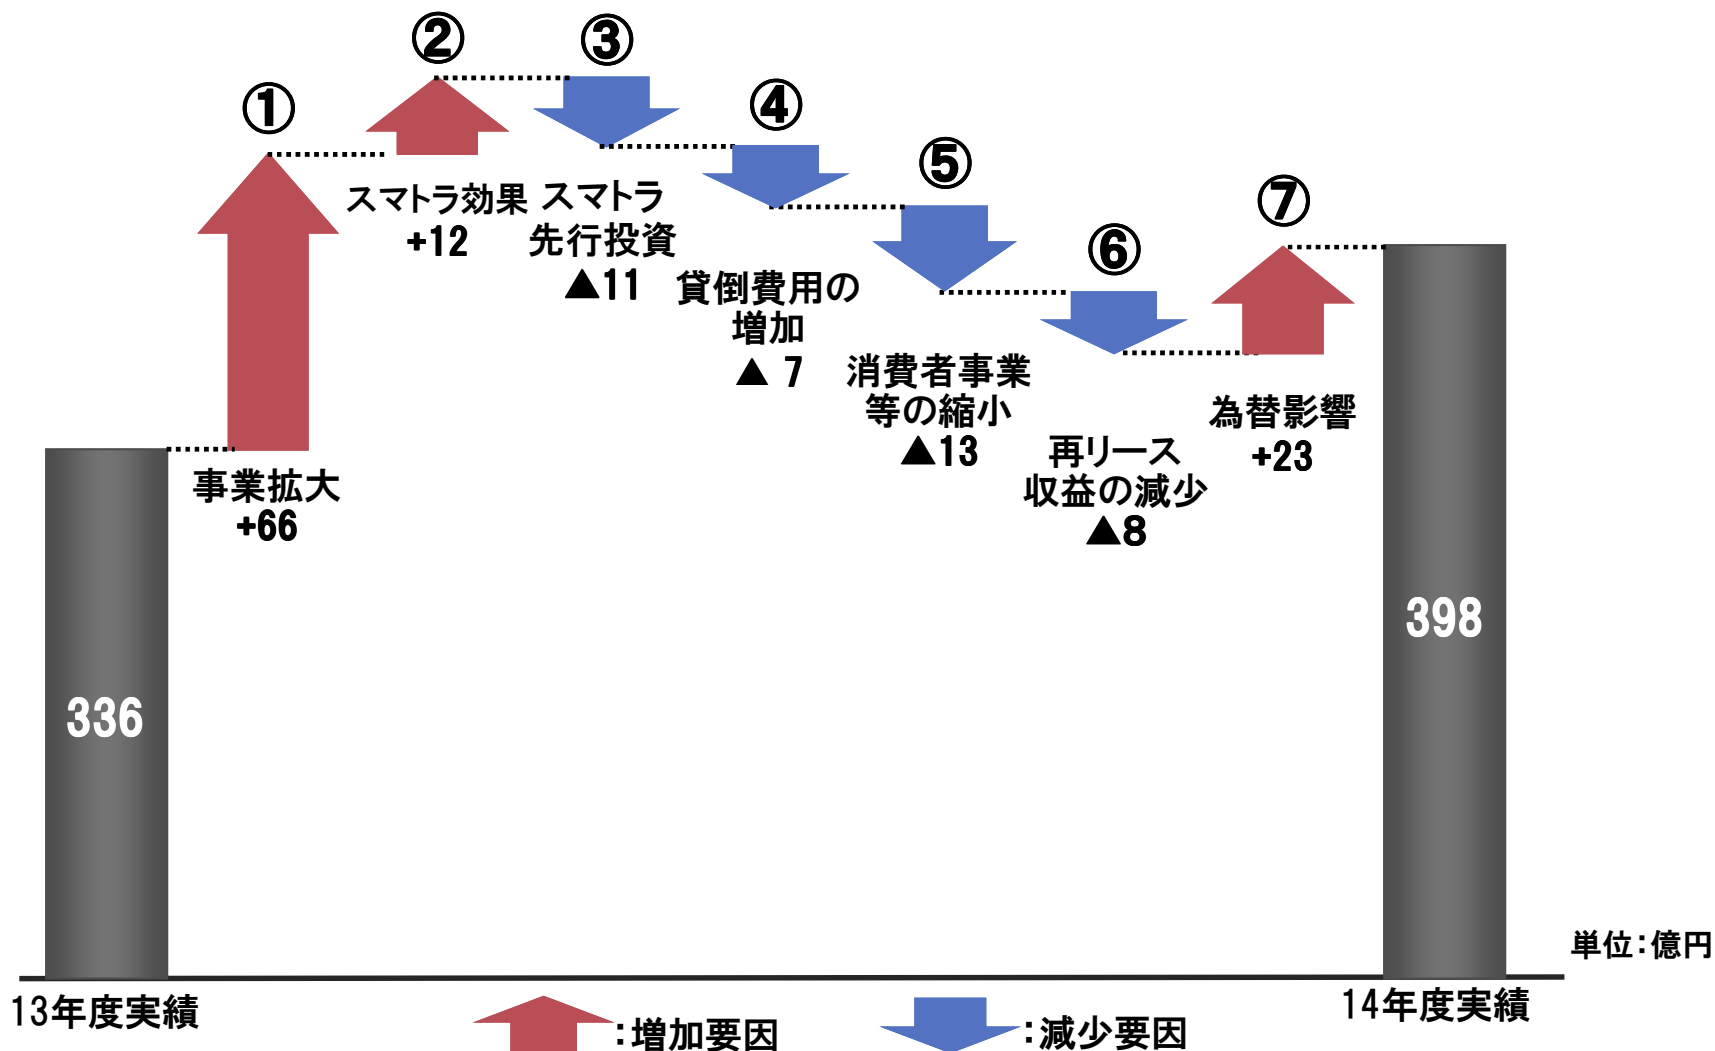 ①
事業拡大
+66
②
スマトラ効果
+12
③
スマトラ
先行投資
▲11
④
貸倒費用の
増加
▲ 7
⑤
消費者事業
等の縮小
▲13
⑥
再リース
収益の減少
▲8
⑦
為替影響
+23
336
398
単位：億円
13年度実績
14年度実績
：増加要因
：減少要因